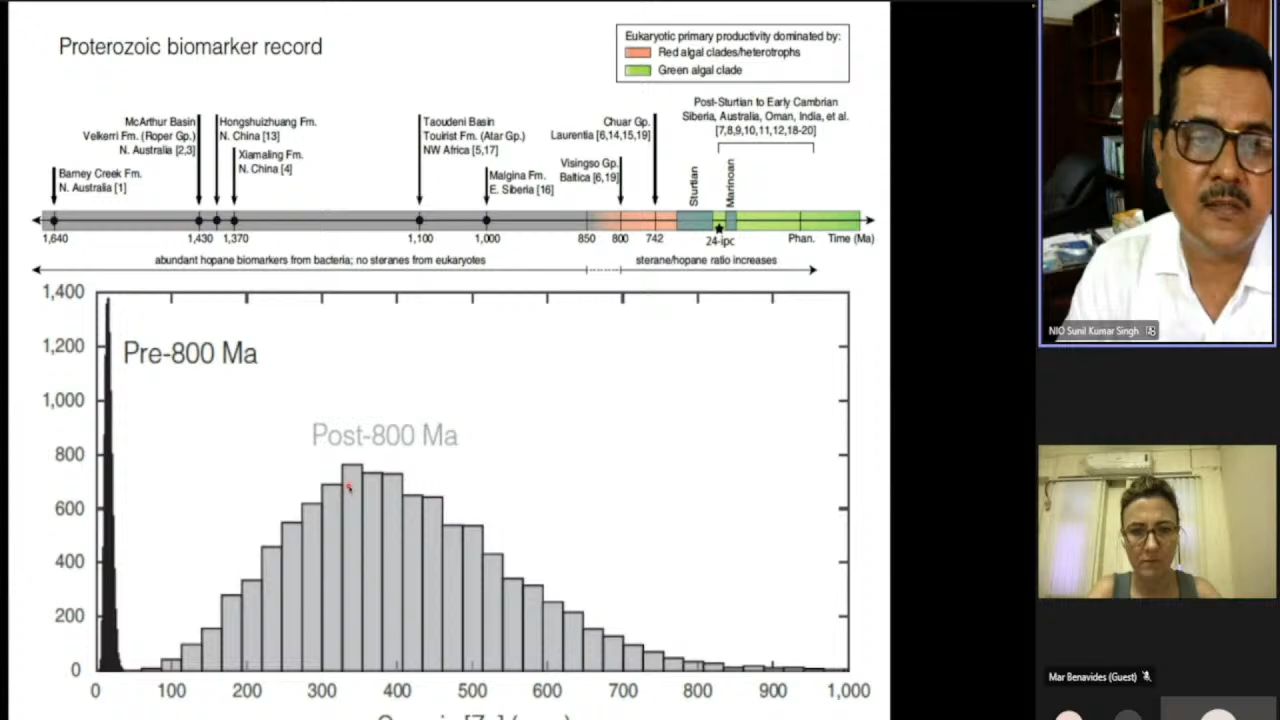 Proterozoic biomarker record
Eukaryotic primary productivity dominated by:
Red algal clades/heterotrophs
Green algal clade
McArthur Basin
Velkerri Fm. (Roper Gp.)
N. Australia [2,3]
Hongshuizhuang Fm.
N. China [13]
Xiamaling Fm.
N. China [4]
Barney Creek Fm.
N. Australia [1]
Taoudeni Basin
Touirist Fm. (Atar Gp.)
NW Africa [5,17]
Malgina Fm.
E. Siberia [16]
Chuar Gp.
Laurentia [6,14,15,19]
Visingso Gp.
Baltica [6,19]
Post-Sturtian to Early Cambrian
Siberia, Australia, Oman, India, et al.
[7,8,9,10,11,12,18-20]
Sturtian
Marinoan
1,640
1,430
1,370
1,100
1,000
850
800
742
24-ipc
Phan.
Time (Ma)
abundant hopane biomarkers from bacteria; no steranes from eukaryotes
sterane/hopane ratio increases
1,400
1,200
1,000
800
600
400
200
0
Pre-800 Ma
Post-800 Ma
0 100 200 300 400 500 600 700 800 900 1,000
NIO Sunil Kumar Singh
Mar Benavides (Guest)